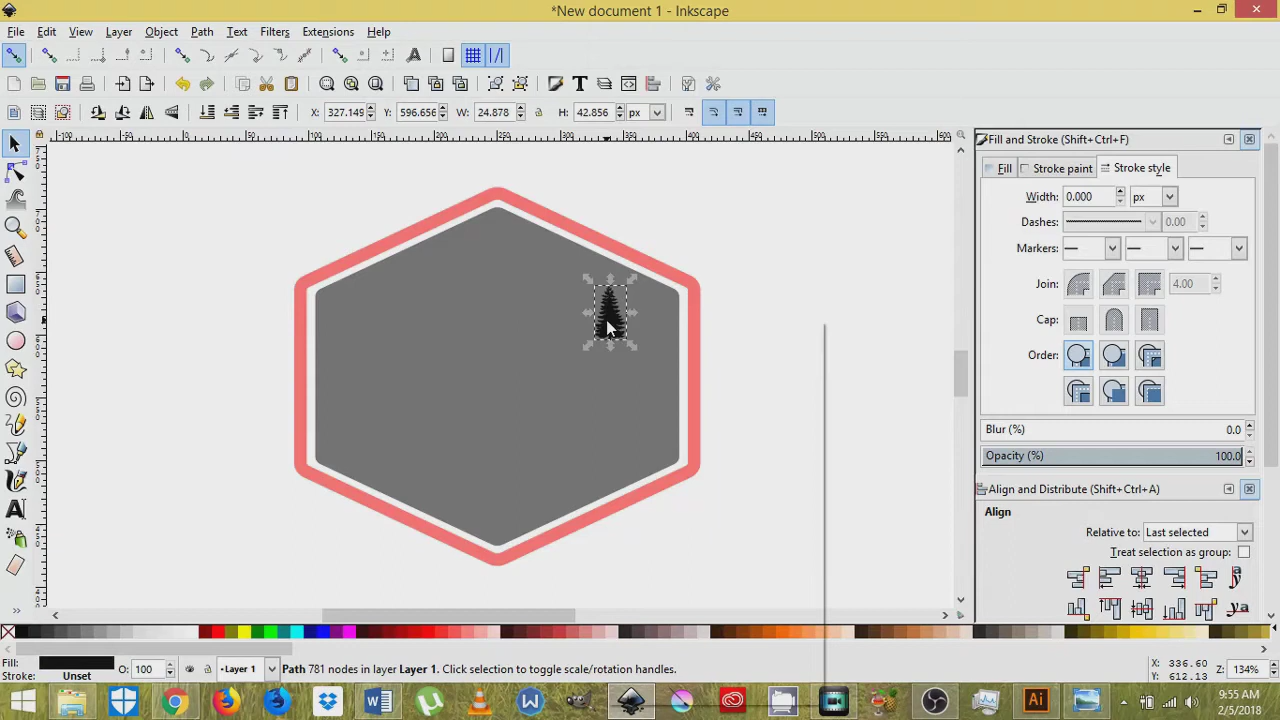 *New document 1 - Inkscape
File Edit View Layer Object Path Text Filters Extensions Help
X: 327.149 Y: 596.656 W: 24.878 H: 42.856 px
Fill and Stroke (Shift+Ctrl+F)
Fill Stroke paint Stroke style
Width: 0.000 px
Dashes: 0.00
Markers:
Join: 4.00
Cap:
Order:
Blur (%) 0.0
Opacity (%) 100.0
Align and Distribute (Shift+Ctrl+A)
Align
Relative to: Last selected
Treat selection as group:
Fill: O: 100 Layer 1 Path 781 nodes in layer Layer 1. Click selection to toggle scale/rotation handles.
Stroke: Unset
X: 336.60
Y: 612.13
Z: 134%
9:55 AM
2/5/2018